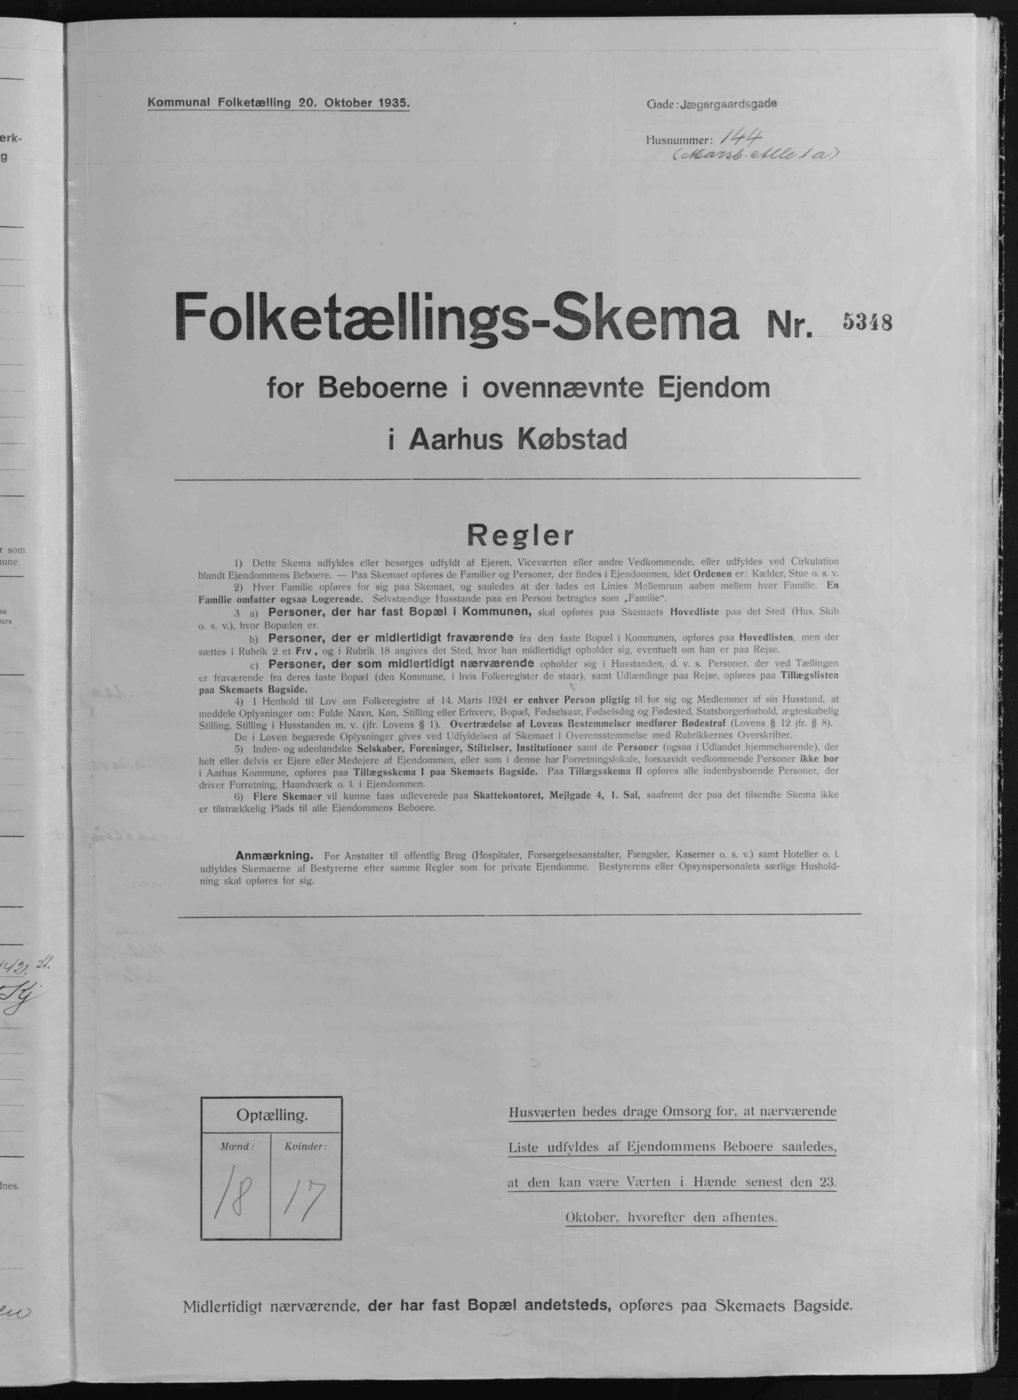 Kommunal Folketælling 20. Oktober 1935.
Gade: Jægergaardsgade
Husnummer: 144
Folketællings-Skema Nr. 5348
for Beboerne i ovennævnte Ejendom
i Aarhus Købstad
Regler
1) Dette Skema udfyldes eller besørges udfyldt af Ejeren, Viceværten eller andre Vedkommende, eller udfyldes ved Cirkulation
blandt Ejendommens Beboere. — Paa Skemaet opføres de Familier og Personer, der findes i Ejendommen, idet Ordenen er: Kælder, Stue o. s. v.
2) Hver Familie opføres for sig paa Skemaet, og saaledes at der lades en Linies Mellemrum aaben mellem hver Familie. En
Familie omfatter ogsaa Logerende. Selvstændige Husstande paa en Person betragtes som „Familie".
3 a) Personer, der har fast Bopæl i Kommunen, skal opføres paa Skemaets Hovedliste paa det Sted (Hus, Skib
o. s. v.), hvor Bopælen er.
b) Personer, der er midlertidigt fraværende fra den faste Bopæl i Kommunen, opføres paa Hovedlisten, men der
sættes i Rubrik 2 et Frv, og i Rubrik 18 angives det Sted, hvor han midlertidigt opholder sig, eventuelt om han er paa Rejse.
c) Personer, der som midlertidigt nærværende opholder sig i Husstanden, d. v. s. Personer, der ved Tællingen
er fraværende fra deres faste Bopæl (den Kommune, i hvis Folkeregister de staar), samt Udlændinge paa Rejse, opføres paa Tillægslisten
paa Skemaets Bagside.
4) I Henhold til Lov om Folkeregistre af 14. Marts 1924 er enhver Person pligtig til for sig og Medlemmer af sin Husstand, at
meddele Oplysninger om: Fulde Navn, Køn, Stilling eller Erhverv, Bopæl, Fødselsaar, Fødselsdag og Fødested, Statsborgerforhold, ægteskabelig
Stilling, Stilling i Husstanden m. v. (jfr. Lovens § 1). Overtrædelse af Lovens Bestemmelser medfører Bødestraf (Lovens § 12 jfr. § 8).
De i Loven begærede Oplysninger gives ved Udfyldelsen af Skemaet i Overensstemmelse med Rubrikkernes Overskrifter.
5) Inden- og udenlandske Selskaber, Foreninger, Stiftelser, Institutioner samt de Personer (ogsaa i Udlandet hjemmehørende), der
helt eller delvis er Ejere eller Medejere af Ejendommen, eller som i denne har Forretningslokale, forsaavidt vedkommende Personer ikke bor
i Aarhus Kommune, opføres paa Tillægsskema I paa Skemaets Bagside. Paa Tillægsskema II opføres alle indenbysboende Personer, der
driver Forretning, Haandværk o. l. i Ejendommen.
6) Flere Skemaer vil kunne faas udleverede paa Skattekontoret, Mejlgade 4, 1. Sal, saafremt der paa det tilsendte Skema ikke
er tilstrækkelig Plads til alle Ejendommens Beboere.
Anmærkning. For Anstalter til offentlig Brug (Hospitaler, Forsørgelsesanstalter, Fængsler, Kaserner o. s. v.) samt Hoteller o. l.
udfyldes Skemaerne af Bestyrerne efter samme Regler som for private Ejendomme. Bestyrerens eller Opsynspersonalets særlige Hushold-
ning skal opføres for sig.
Optælling.
Mænd: Kvinder:
18 17
Husværten bedes drage Omsorg for, at nærværende
Liste udfyldes af Ejendommens Beboere saaledes,
at den kan være Værten i Hænde senest den 23.
Oktober, hvorefter den afhentes.
Midlertidigt nærværende, der har fast Bopæl andetsteds, opføres paa Skemaets Bagside.